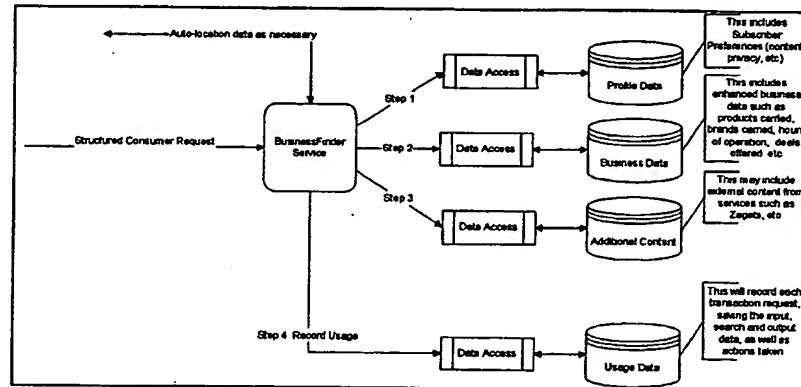 Auto-location data as necessary
Structured Consumer Request
BusinessFinder
Service
Step 1
Step 2
Step 3
Step 4 Record Usage
Data Access
Profile Data
This includes
Subscriber
Preferences (content
privacy, etc)
Data Access
Business Data
This includes
enhanced business
data such as
products carried,
brands carried, hours
of operation, deals
offered etc
Data Access
Additional Content
This may include
external content from
services such as
Zagats, etc
Data Access
Usage Data
This will record each
transaction request,
saving the input,
search and output
data, as well as
actions taken